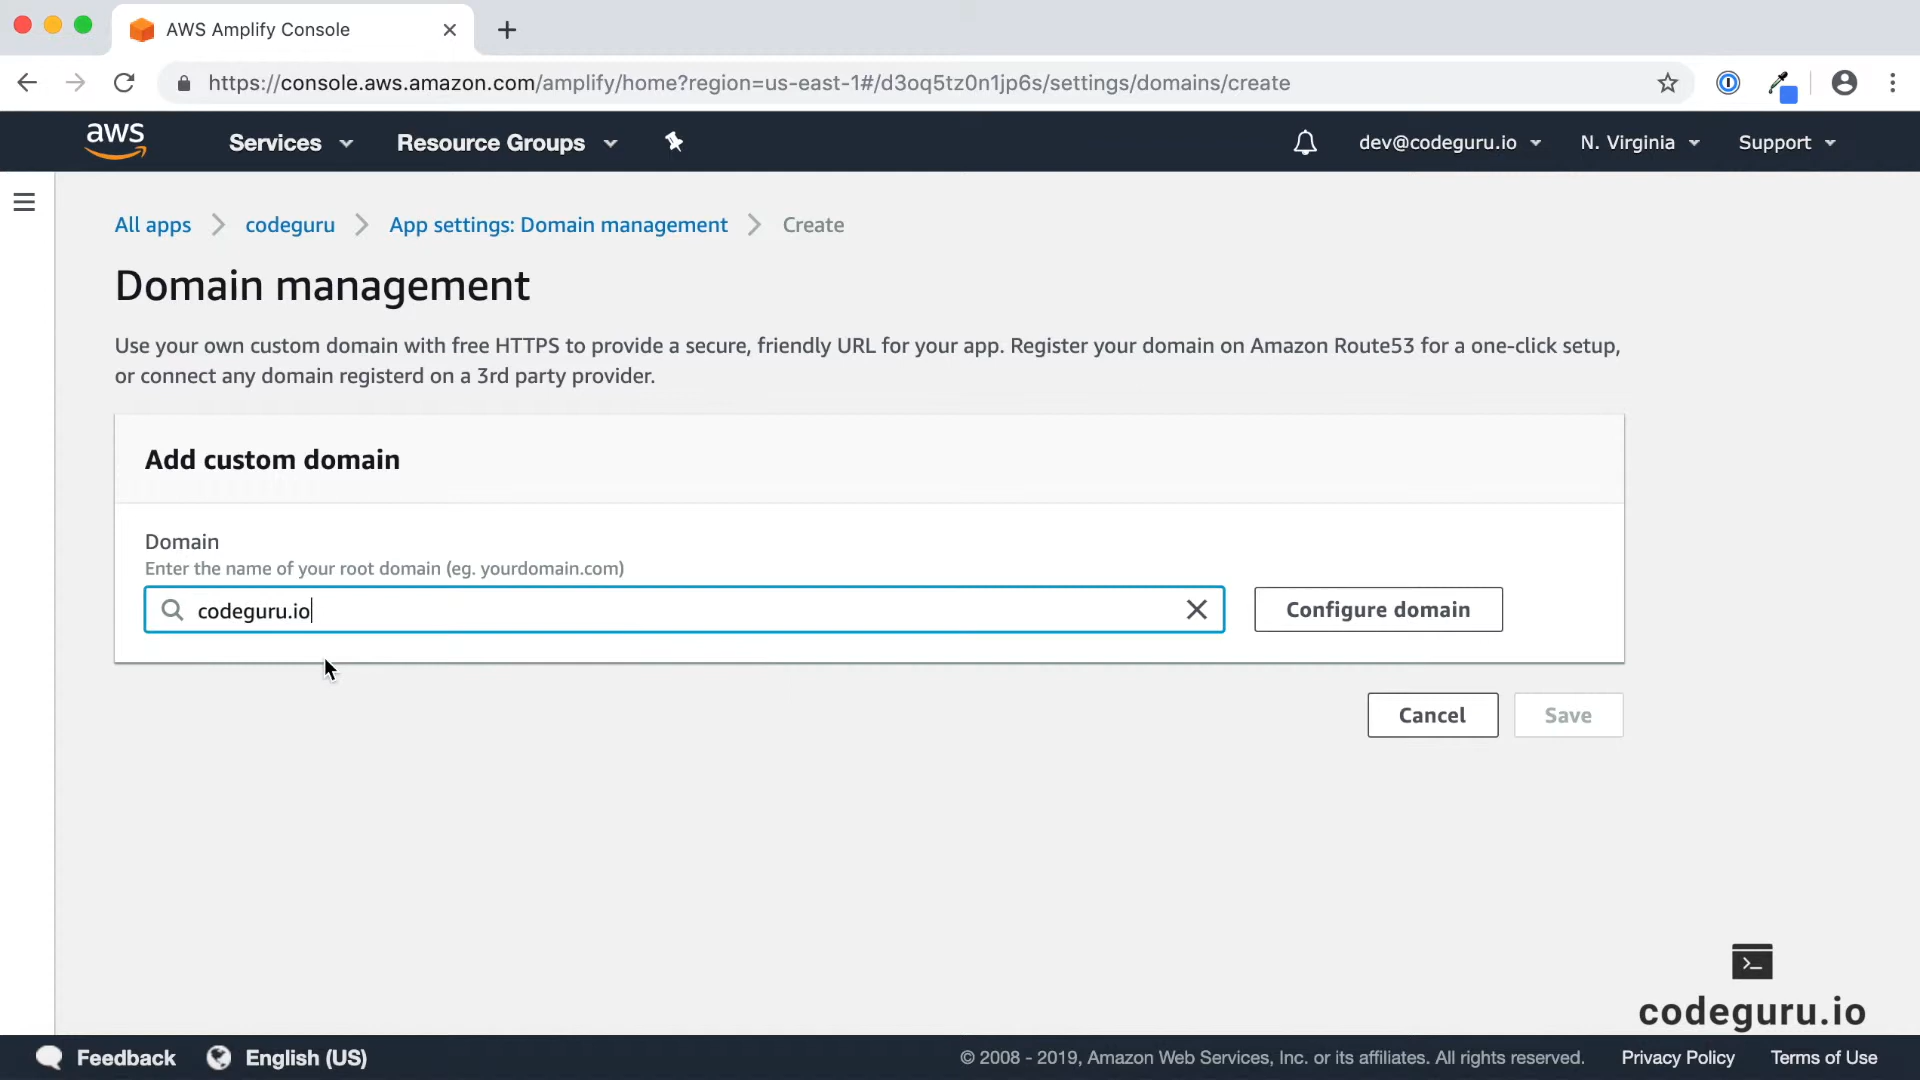 AWS Amplify Console
https://console.aws.amazon.com/amplify/home?region=us-east-1#/d3oq5tz0n1jp6s/settings/domains/create
aws Services Resource Groups dev@codeguru.io N. Virginia Support
All apps codeguru App settings: Domain management Create
Domain management
Use your own custom domain with free HTTPS to provide a secure, friendly URL for your app. Register your domain on Amazon Route53 for a one-click setup,
or connect any domain registerd on a 3rd party provider.
Add custom domain
Domain
Enter the name of your root domain (eg. yourdomain.com)
codeguru.io Configure domain
Cancel Save
>_
codeguru.io
Feedback English (US) © 2008 - 2019, Amazon Web Services, Inc. or its affiliates. All rights reserved. Privacy Policy Terms of Use